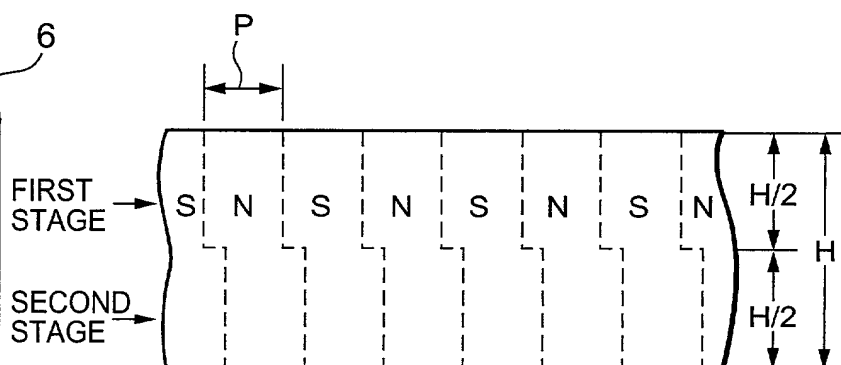 6
P
FIRST
STAGE
S N S N S N S N
H/2
H
SECOND
STAGE
H/2